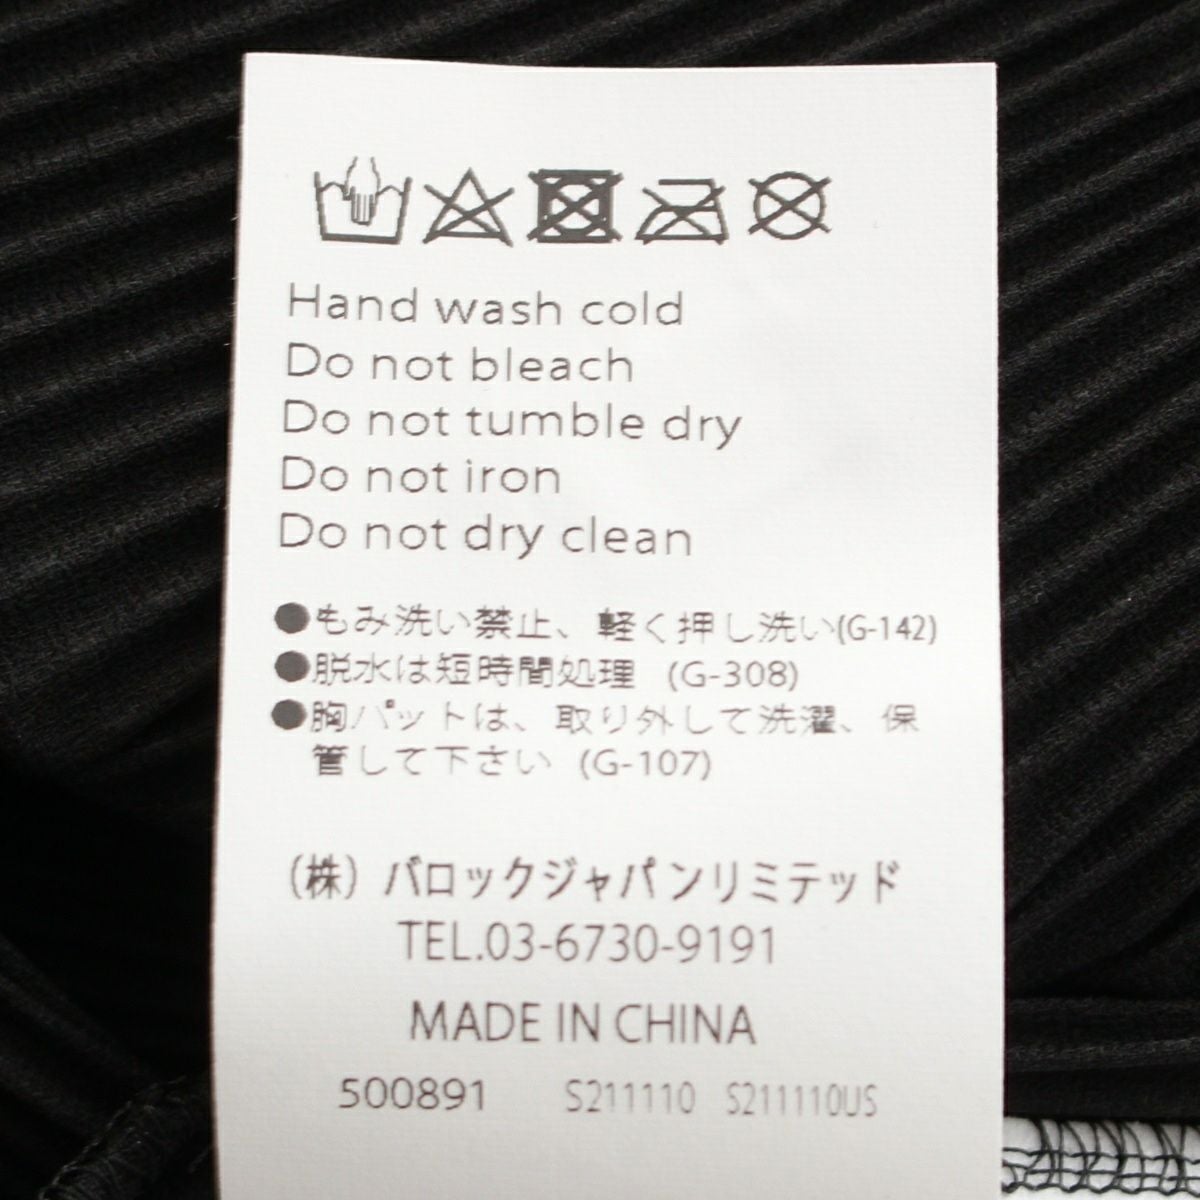 Hand wash cold
Do not bleach
Do not tumble dry
Do not iron
Do not dry clean
●もみ洗い禁止、軽く押し洗い(G-142)
●脱水は短時間処理 (G-308)
●胸パットは、取り外して洗濯、保
管して下さい (G-107)
(株) バロックジャパンリミテッド
TEL.03-6730-9191
MADE IN CHINA
500891 S211110 S211110US